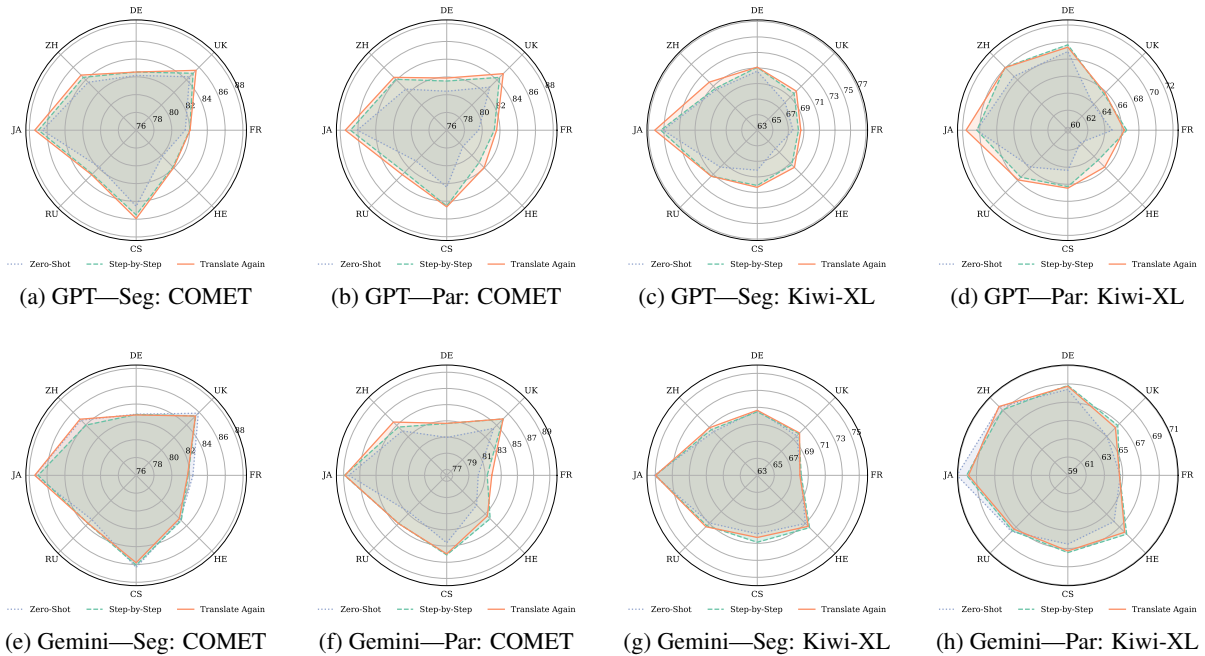 DE
UK
FR
HE
CS
RU
JA
ZH
76
78
80
82
84
86
88
Zero-Shot Step-by-Step Translate Again
(a) GPT—Seg: COMET
DE
UK
FR
HE
CS
RU
JA
ZH
76
78
80
82
84
86
88
Zero-Shot Step-by-Step Translate Again
(b) GPT—Par: COMET
DE
UK
FR
HE
CS
RU
JA
ZH
63
65
67
69
71
73
75
77
Zero-Shot Step-by-Step Translate Again
(c) GPT—Seg: Kiwi-XL
DE
UK
FR
HE
CS
RU
JA
ZH
60
62
64
66
68
70
72
Zero-Shot Step-by-Step Translate Again
(d) GPT—Par: Kiwi-XL
DE
UK
FR
HE
CS
RU
JA
ZH
76
78
80
82
84
86
88
Zero-Shot Step-by-Step Translate Again
(e) Gemini—Seg: COMET
DE
UK
FR
HE
CS
RU
JA
ZH
77
79
81
83
85
87
89
Zero-Shot Step-by-Step Translate Again
(f) Gemini—Par: COMET
DE
UK
FR
HE
CS
RU
JA
ZH
63
65
67
69
71
73
75
Zero-Shot Step-by-Step Translate Again
(g) Gemini—Seg: Kiwi-XL
DE
UK
FR
HE
CS
RU
JA
ZH
59
61
63
65
67
69
71
Zero-Shot Step-by-Step Translate Again
(h) Gemini—Par: Kiwi-XL